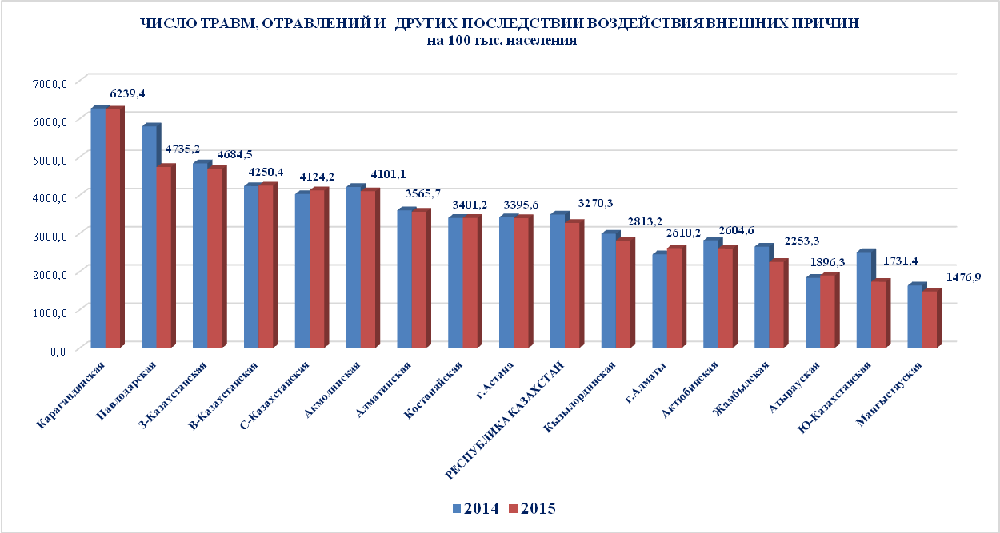 ЧИСЛО ТРАВМ, ОТРАВЛЕНИЙ И ДРУГИХ ПОСЛЕДСТВИИ ВОЗДЕЙСТВИЯ ВНЕШНИХ ПРИЧИН
на 100 тыс. населения
7000,0
6000,0
5000,0
4000,0
3000,0
2000,0
1000,0
0,0
6239,4
4735,2
4684,5
4250,4
4124,2
4101,1
3565,7
3401,2
3395,6
3270,3
2813,2
2610,2
2604,6
2253,3
1896,3
1731,4
1476,9
Карагандинская
Павлодарская
З-Казахстанская
В-Казахстанская
С-Казахстанская
Акмолинская
Алматинская
Костанайская
г.Астана
РЕСПУБЛИКА КАЗАХСТАН
Кызылординская
г.Алматы
Актюбинская
Жамбылская
Атырауская
Ю-Казахстанская
Мангыстауская
2014
2015